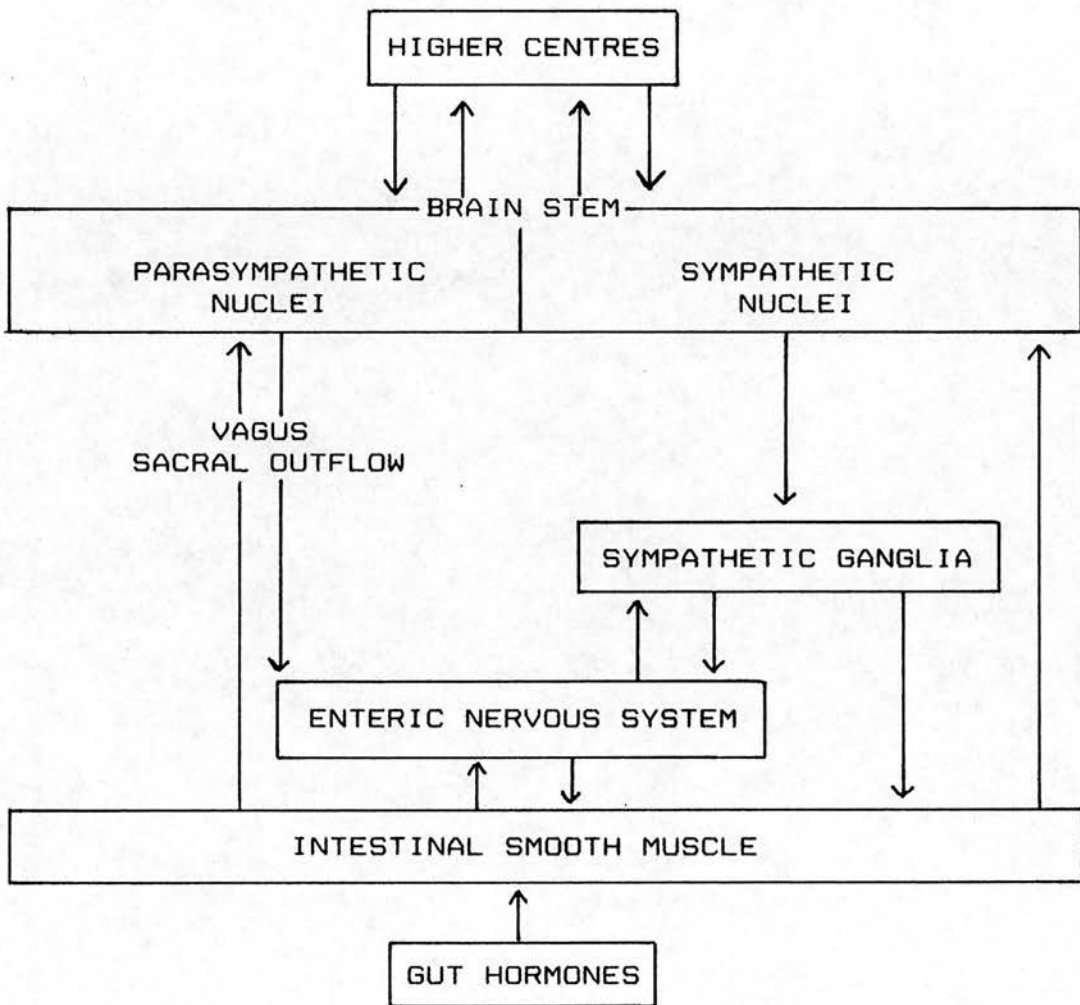 HIGHER CENTRES
BRAIN STEM
PARASYMPATHETIC
NUCLEI
SYMPATHETIC
NUCLEI
VAGUS
SACRAL OUTFLOW
SYMPATHETIC GANGLIA
ENTERIC NERVOUS SYSTEM
INTESTINAL SMOOTH MUSCLE
GUT HORMONES